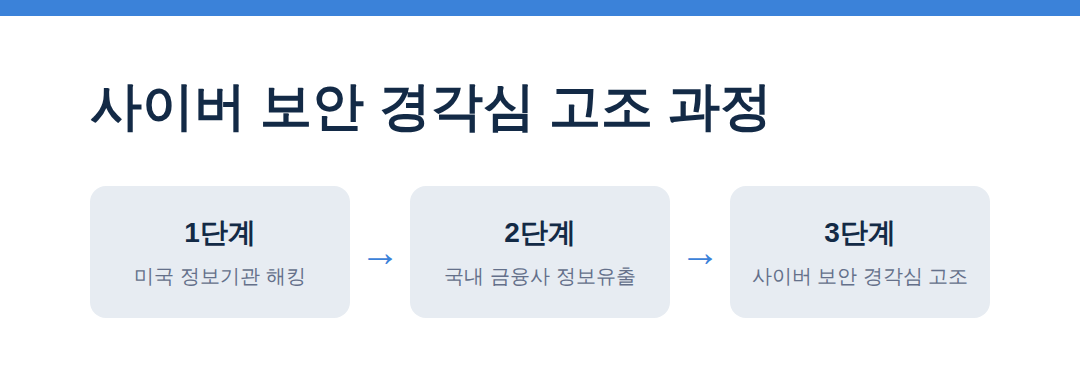 사이버 보안 경각심 고조 과정
1단계
미국 정보기관 해킹
→
2단계
국내 금융사 정보유출
→
3단계
사이버 보안 경각심 고조